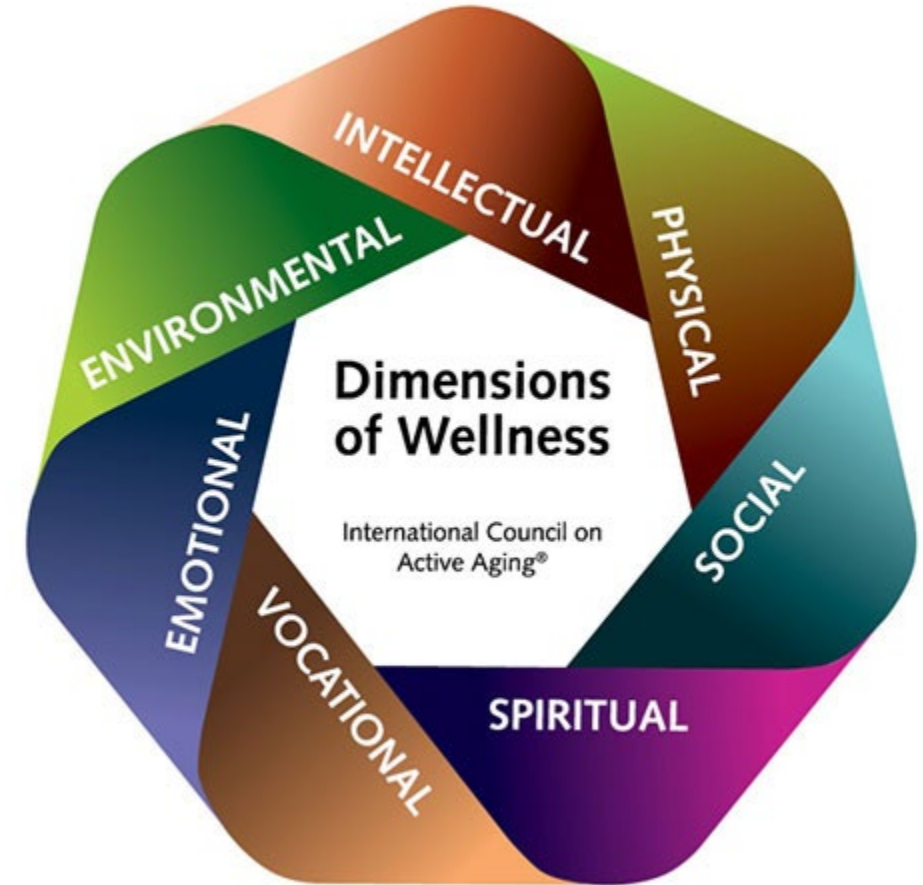 INTELLECTUAL
PHYSICAL
SOCIAL
SPIRITUAL
VOCATIONAL
EMOTIONAL
ENVIRONMENTAL
Dimensions
of Wellness
International Council on
Active Aging®